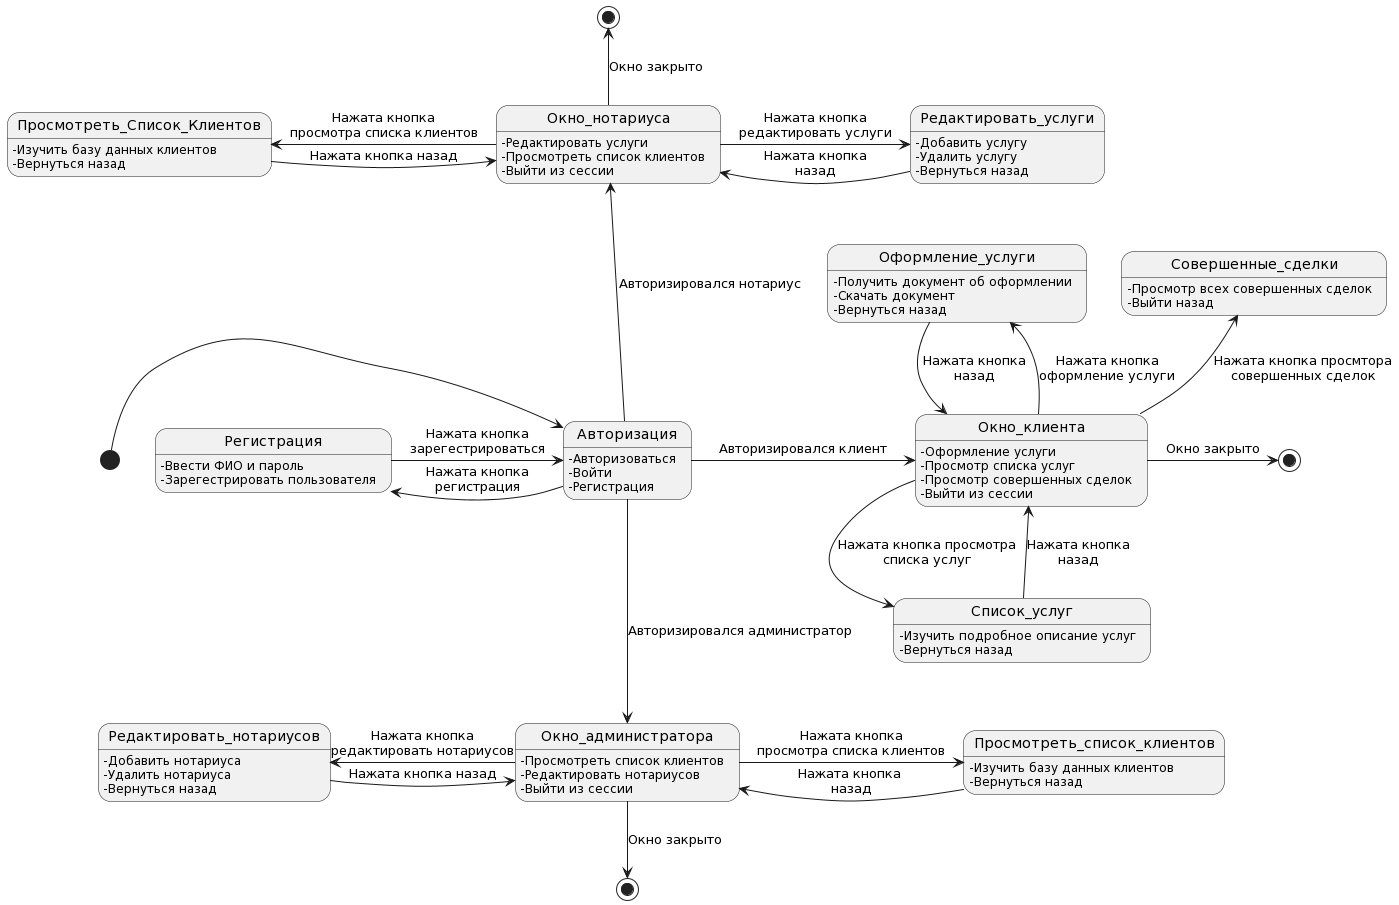 Окно закрыто
Просмотреть_Список_Клиентов
-Изучить базу данных клиентов
-Вернуться назад
Нажата кнопка
просмотра списка клиентов
Нажата кнопка назад
Окно_нотариуса
-Редактировать услуги
-Просмотреть список клиентов
-Выйти из сессии
Нажата кнопка
редактировать услуги
Нажата кнопка
назад
Редактировать_услуги
-Добавить услугу
-Удалить услугу
-Вернуться назад
Авторизировался нотариус
Оформление_услуги
-Получить документ об оформлении
-Скачать документ
-Вернуться назад
Совершенные_сделки
-Просмотр всех совершенных сделок
-Выйти назад
Нажата кнопка
назад
Нажата кнопка
оформление услуги
Нажата кнопка просмтора
совершенных сделок
Регистрация
-Ввести ФИО и пароль
-Зарегестрировать пользователя
Нажата кнопка
зарегестрироваться
Нажата кнопка
регистрация
Авторизация
-Авторизоваться
-Войти
-Регистрация
Авторизировался клиент
Окно_клиента
-Оформление услуги
-Просмотр списка услуг
-Просмотр совершенных сделок
-Выйти из сессии
Окно закрыто
Нажата кнопка просмотра
списка услуг
Нажата кнопка
назад
Список_услуг
-Изучить подробное описание услуг
-Вернуться назад
Авторизировался администратор
Редактировать_нотариусов
-Добавить нотариуса
-Удалить нотариуса
-Вернуться назад
Нажата кнопка
редактировать нотариусов
Нажата кнопка назад
Окно_администратора
-Просмотреть список клиентов
-Редактировать нотариусов
-Выйти из сессии
Нажата кнопка
просмотра списка клиентов
Нажата кнопка
назад
Просмотреть_список_клиентов
-Изучить базу данных клиентов
-Вернуться назад
Окно закрыто